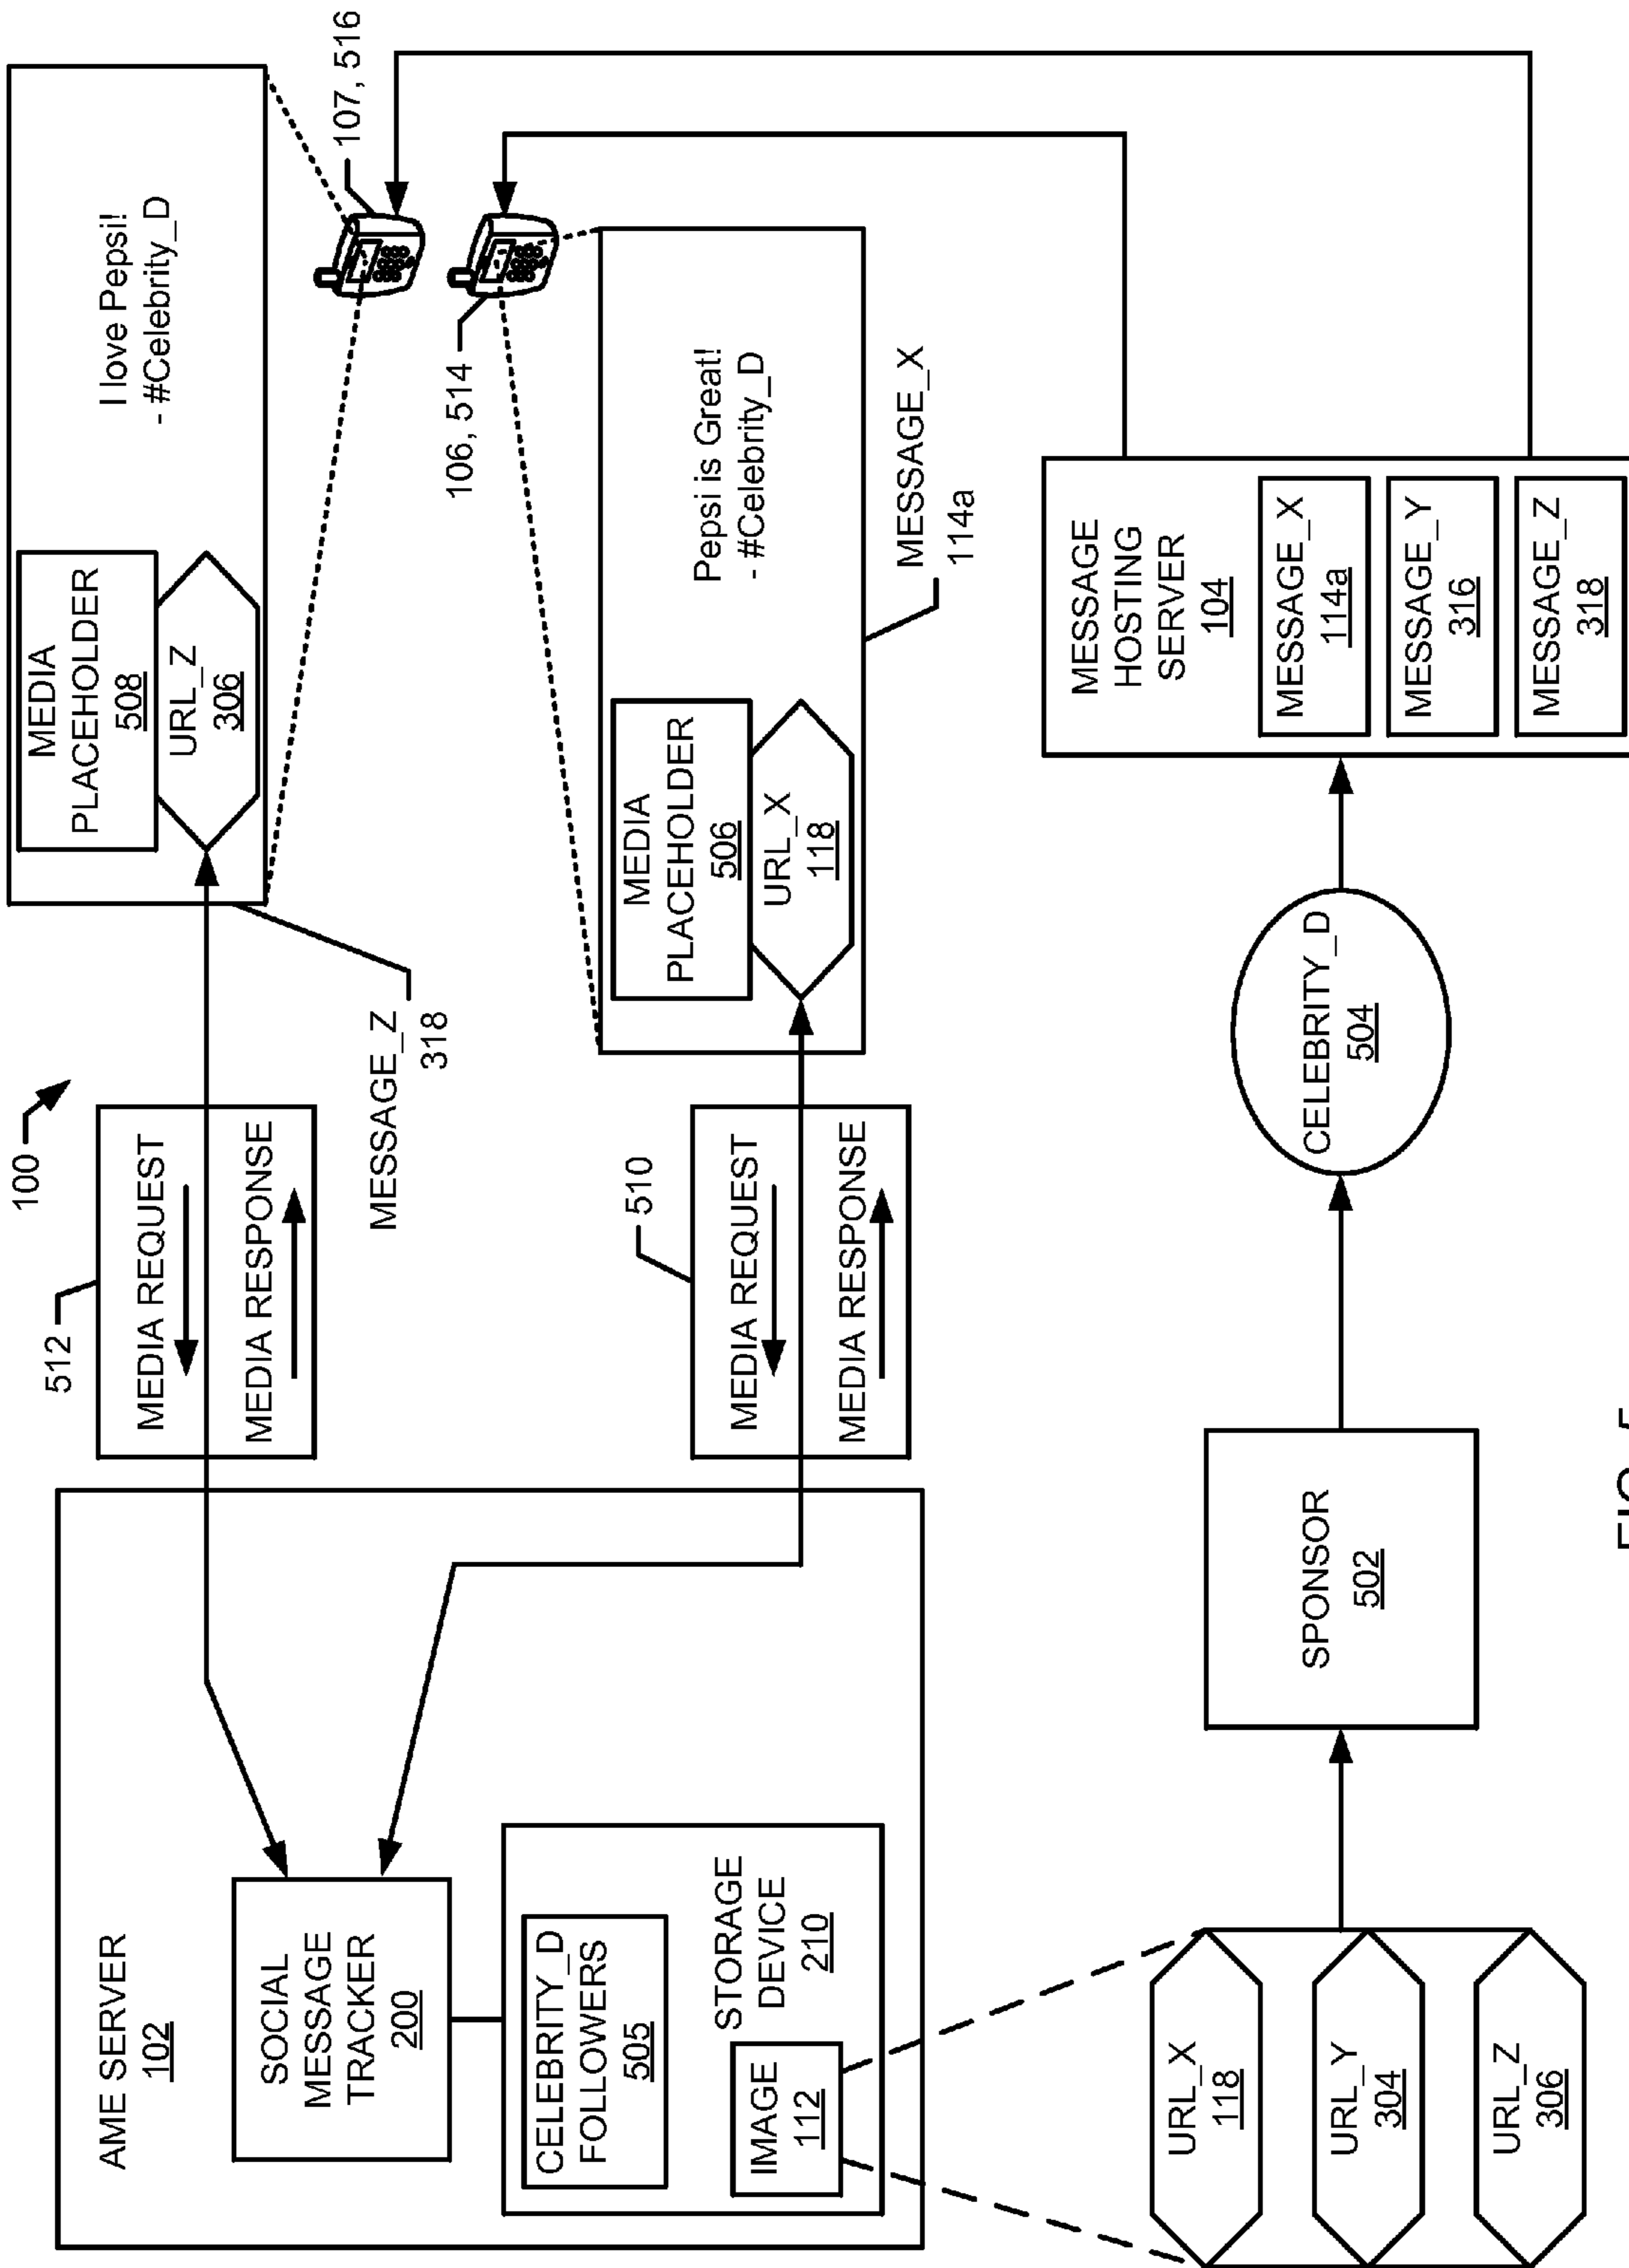 100
AME SERVER
102
SOCIAL
MESSAGE
TRACKER
200
CELEBRITY_D
FOLLOWERS
505
STORAGE
DEVICE
210
IMAGE
112
512
MEDIA REQUEST
MEDIA RESPONSE
MESSAGE_Z
318
MEDIA
PLACEHOLDER
508
URL_Z
306
I love Pepsi!
- #Celebrity_D
107, 516
106, 514
510
MEDIA REQUEST
MEDIA RESPONSE
MEDIA
PLACEHOLDER
506
URL_X
118
Pepsi is Great!
- #Celebrity_D
MESSAGE_X
114a
URL_X
118
URL_Y
304
URL_Z
306
SPONSOR
502
CELEBRITY_D
504
MESSAGE
HOSTING
SERVER
104
MESSAGE_X
114a
MESSAGE_Y
316
MESSAGE_Z
318